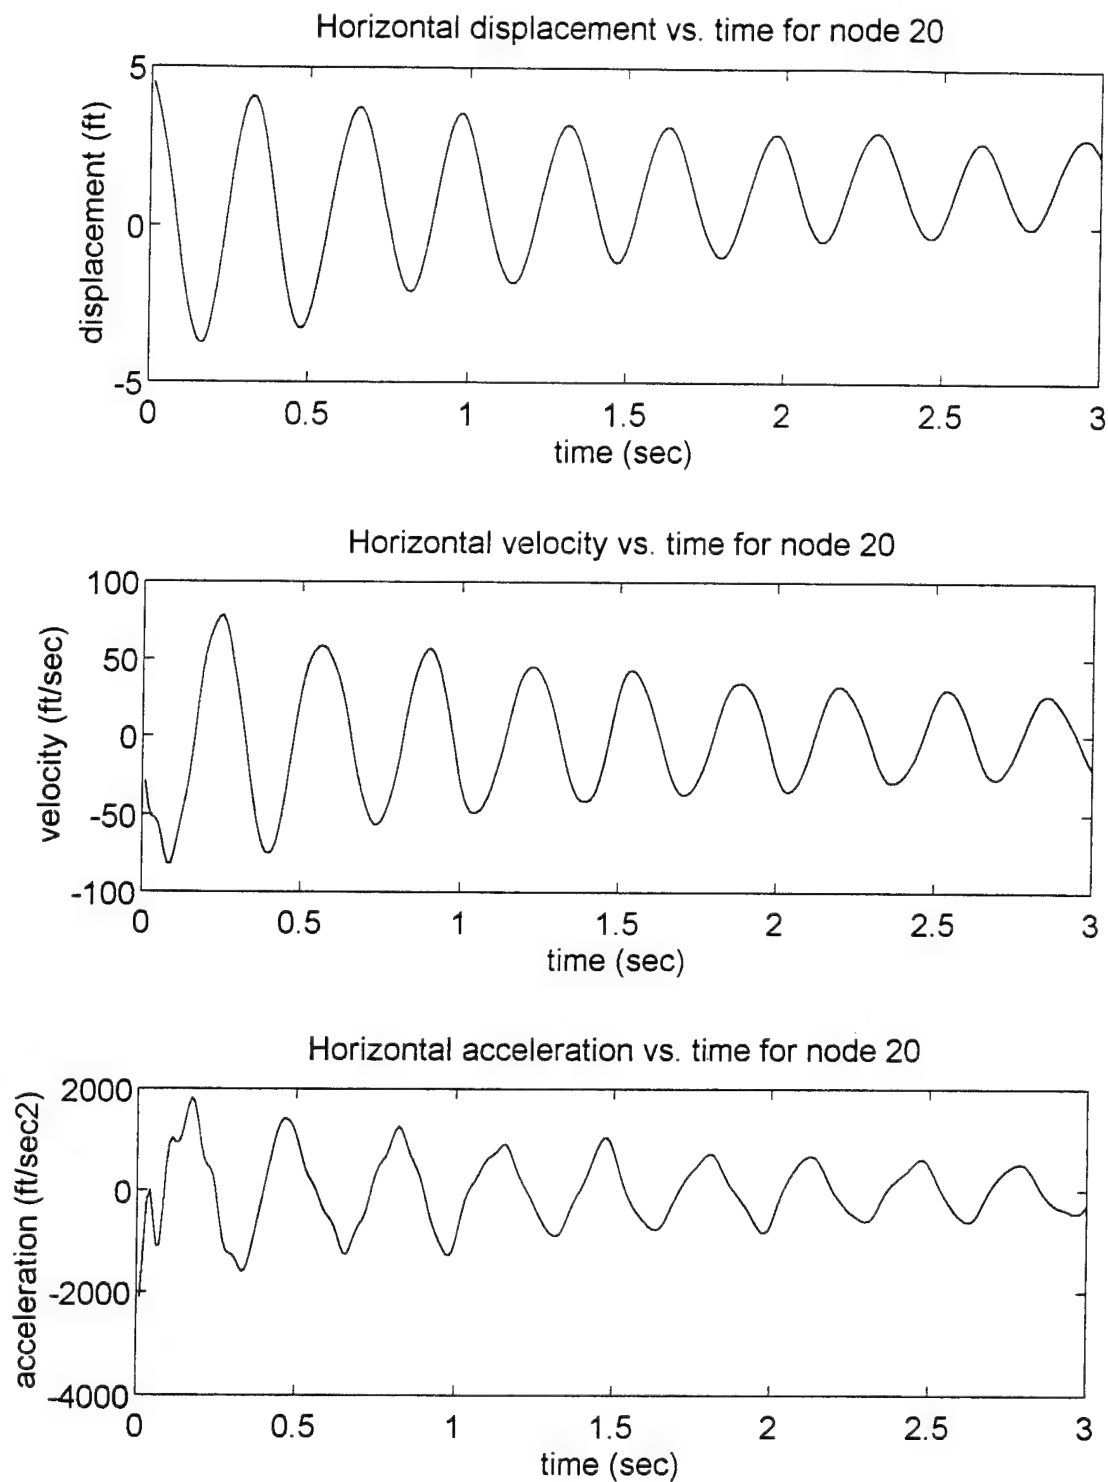 Horizontal displacement vs. time for node 20
5
0
-5
displacement (ft)
0 0.5 1 1.5 2 2.5 3
time (sec)
Horizontal velocity vs. time for node 20
100
50
0
-50
-100
velocity (ft/sec)
0 0.5 1 1.5 2 2.5 3
time (sec)
Horizontal acceleration vs. time for node 20
2000
0
-2000
-4000
acceleration (ft/sec2)
0 0.5 1 1.5 2 2.5 3
time (sec)